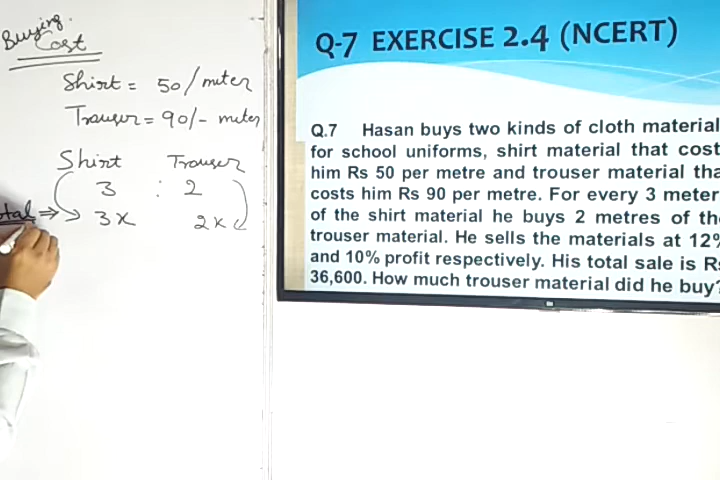 Buying
Cost
Shirt = 50/meter
Trouser = 90/- meter
Shirt Trouser
3 : 2
otal ⇒ 3x 2x
Q-7 EXERCISE 2.4 (NCERT)
Q.7 Hasan buys two kinds of cloth material
for school uniforms, shirt material that cost
him Rs 50 per metre and trouser material tha
costs him Rs 90 per metre. For every 3 meter
of the shirt material he buys 2 metres of th
trouser material. He sells the materials at 12%
and 10% profit respectively. His total sale is Rs
36,600. How much trouser material did he buy?